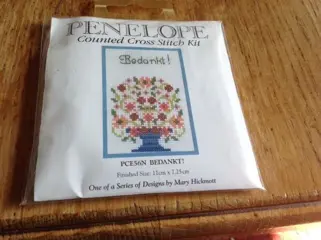 PENELOPE
Counted Cross Stitch Kit
Bedankt!
PCE56N BEDANKT!
Finished Size: 11cm x 7.25cm
One of a Series of Designs by Mary Hickmott